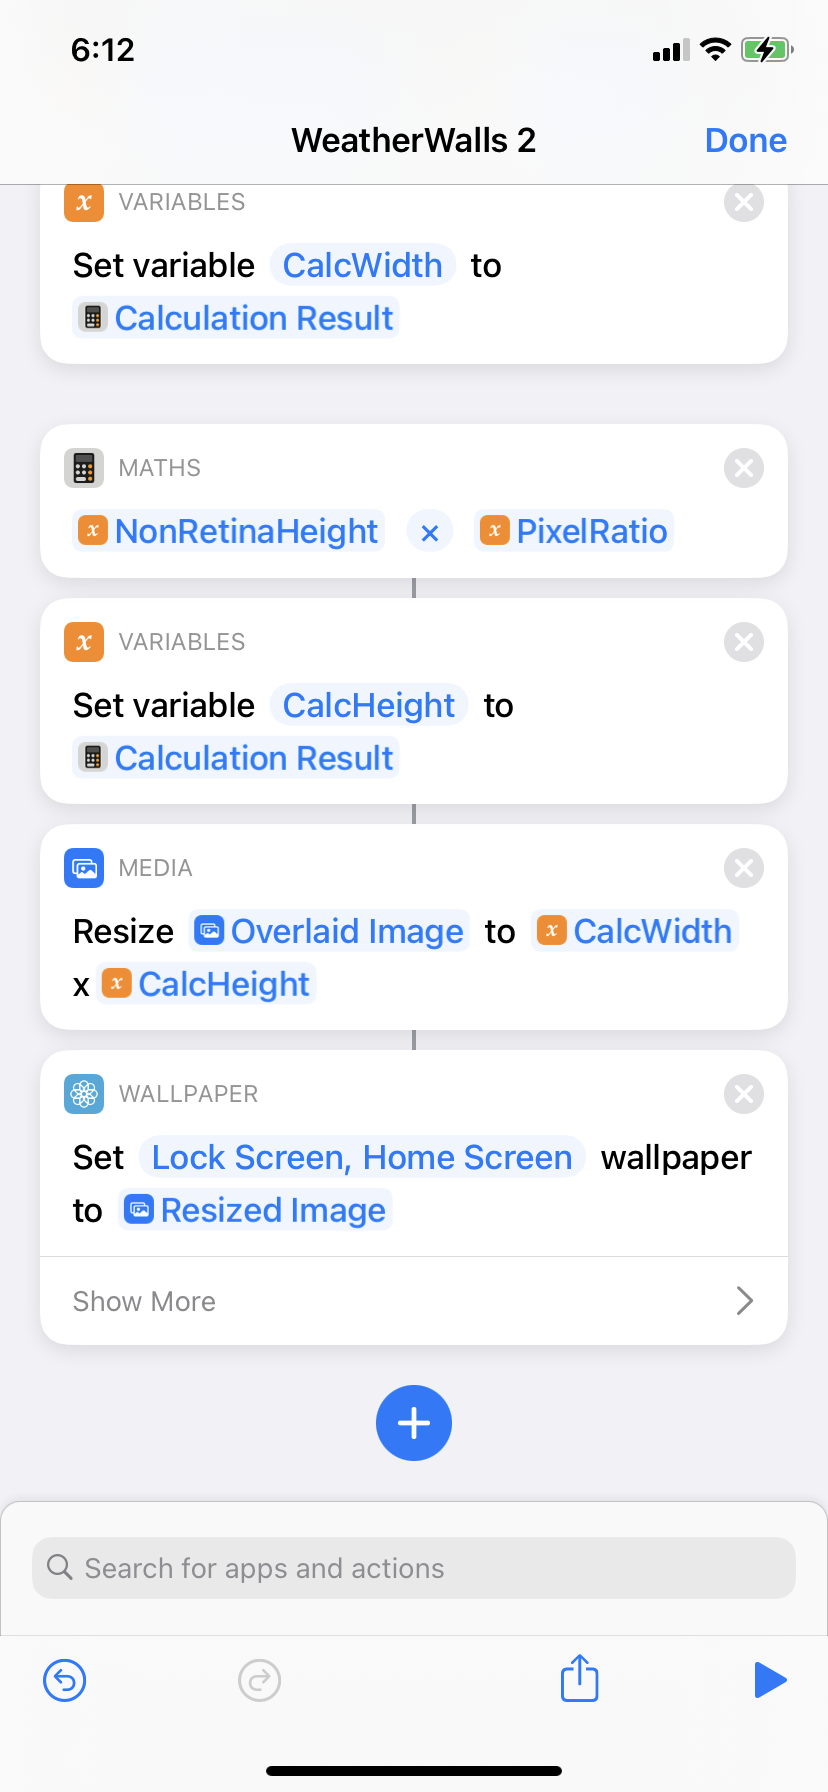 6:12
WeatherWalls 2 Done
VARIABLES
Set variable CalcWidth to
Calculation Result
MATHS
NonRetinaHeight × PixelRatio
VARIABLES
Set variable CalcHeight to
Calculation Result
MEDIA
Resize Overlaid Image to CalcWidth
x CalcHeight
WALLPAPER
Set Lock Screen, Home Screen wallpaper
to Resized Image
Show More
Search for apps and actions